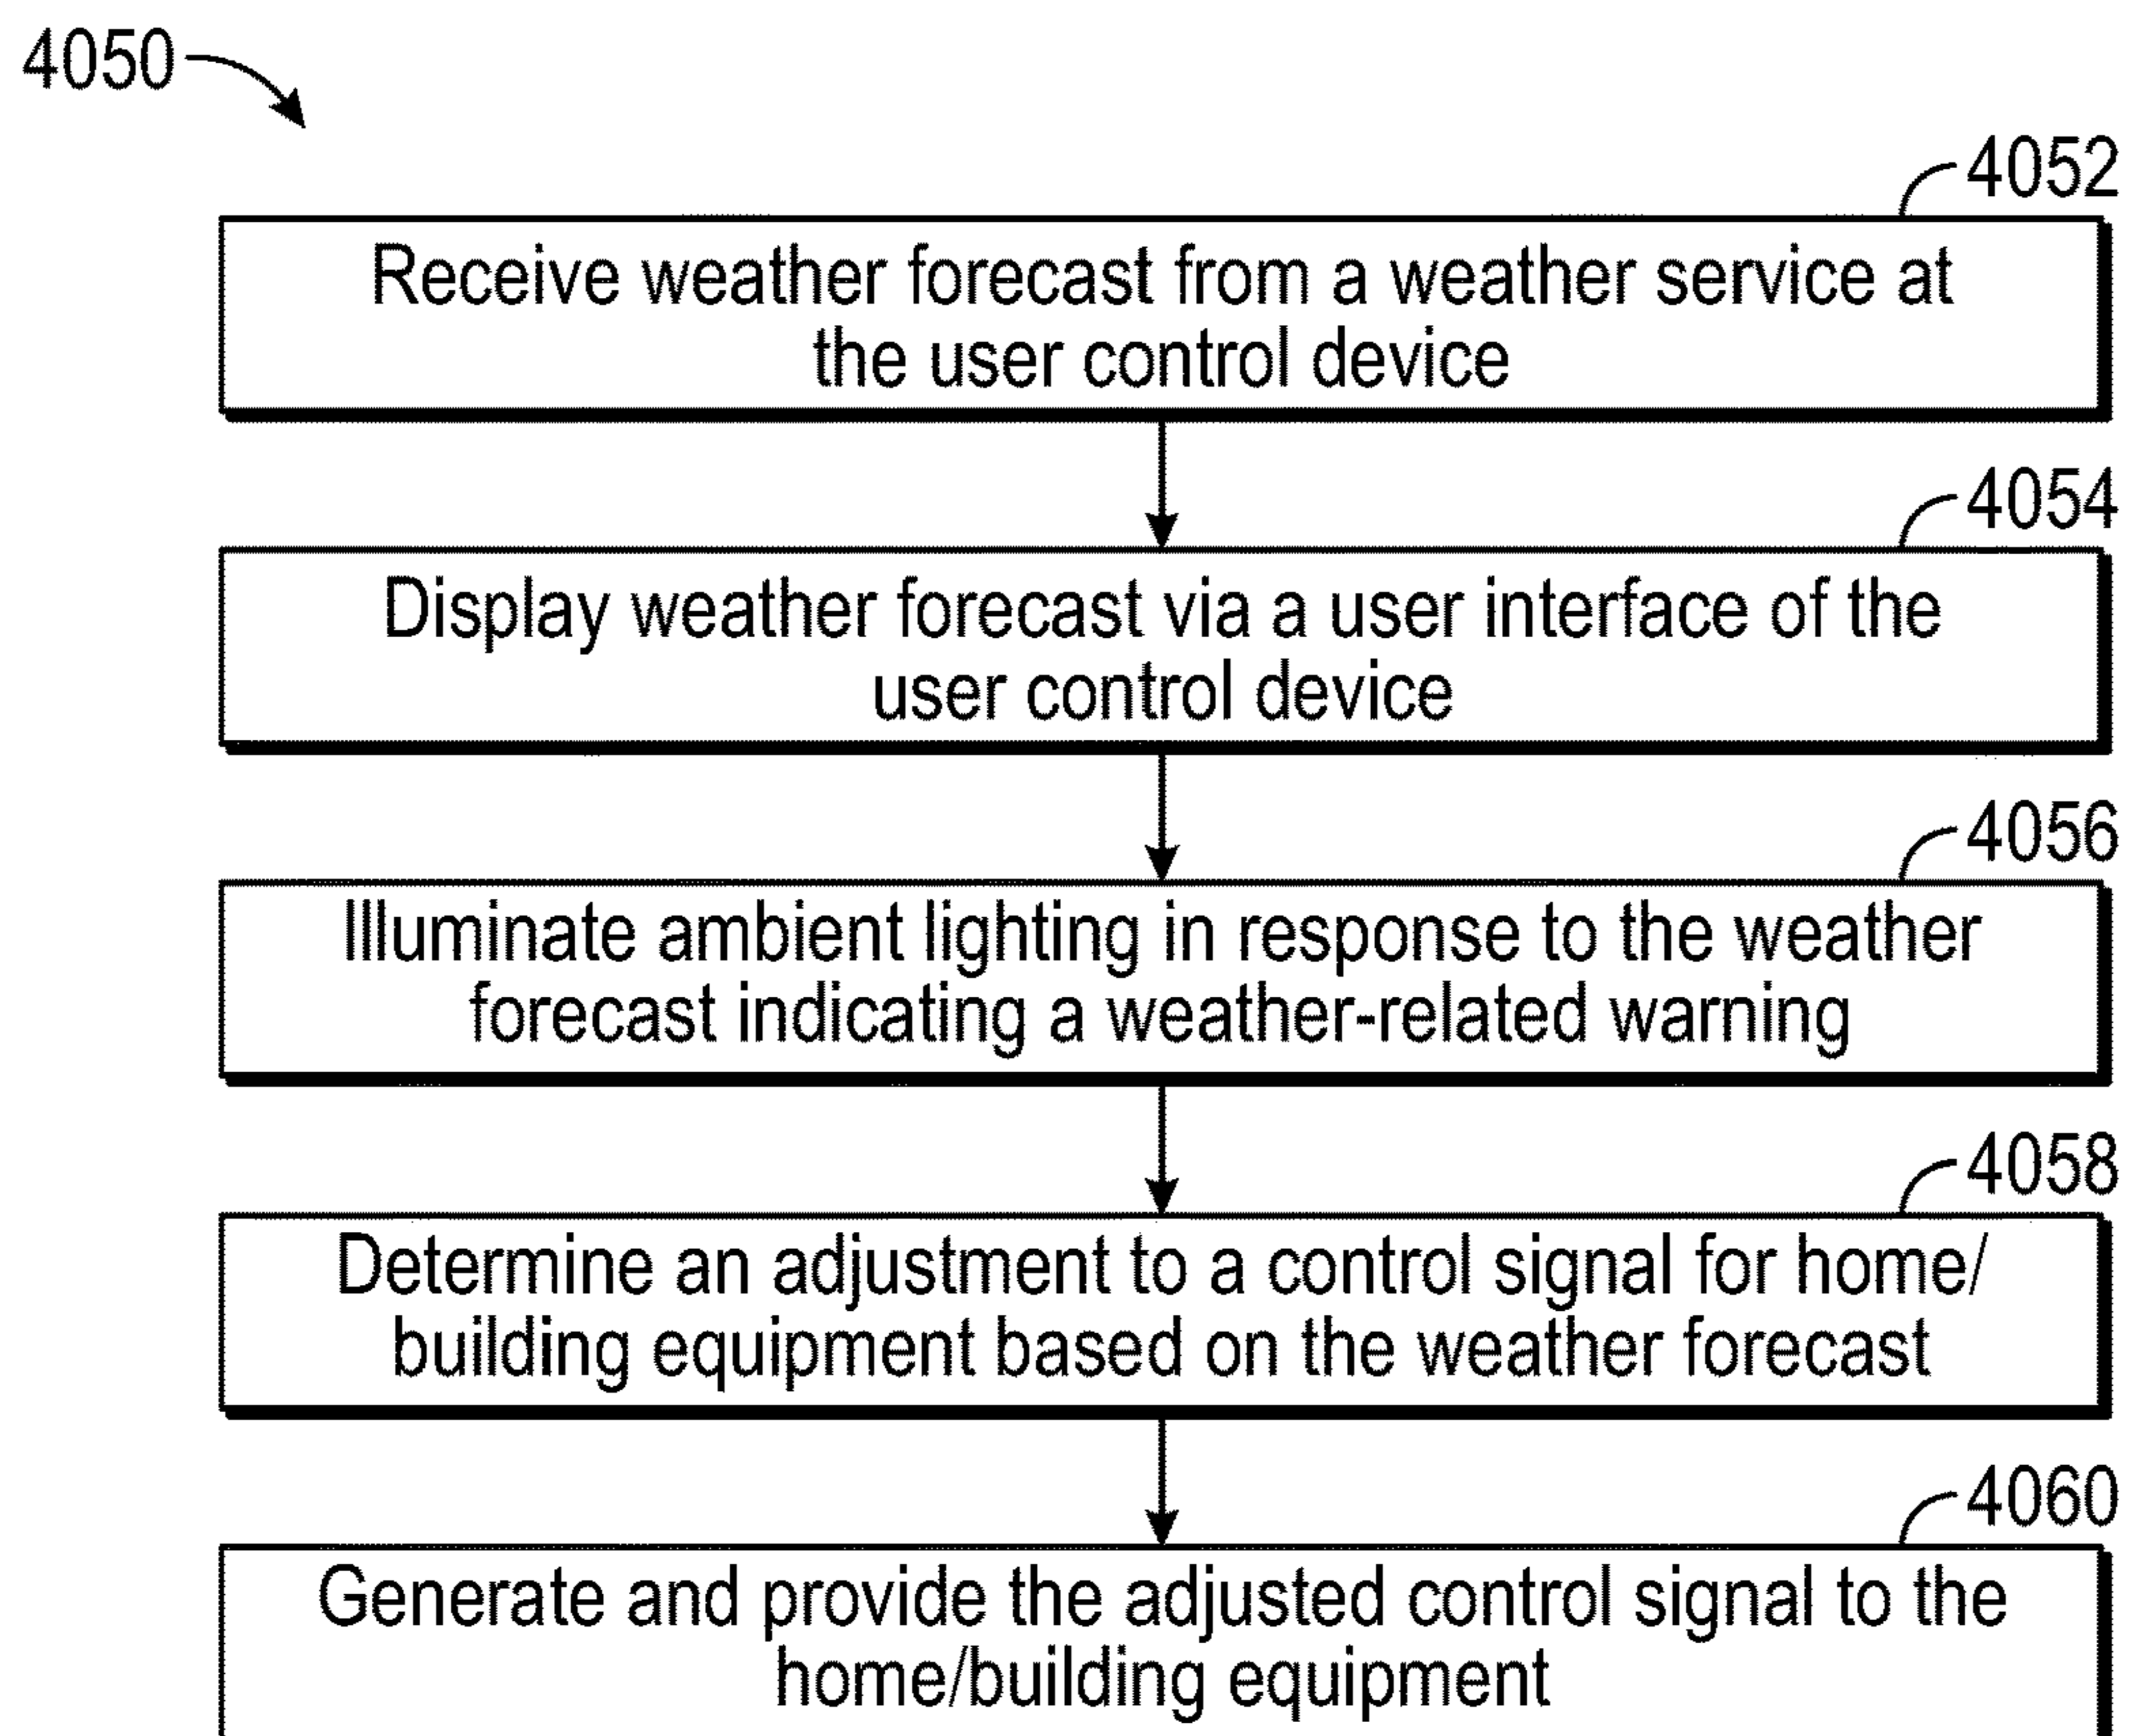 4050
4052
Receive weather forecast from a weather service at
the user control device
4054
Display weather forecast via a user interface of the
user control device
4056
Illuminate ambient lighting in response to the weather
forecast indicating a weather-related warning
4058
Determine an adjustment to a control signal for home/
building equipment based on the weather forecast
4060
Generate and provide the adjusted control signal to the
home/building equipment